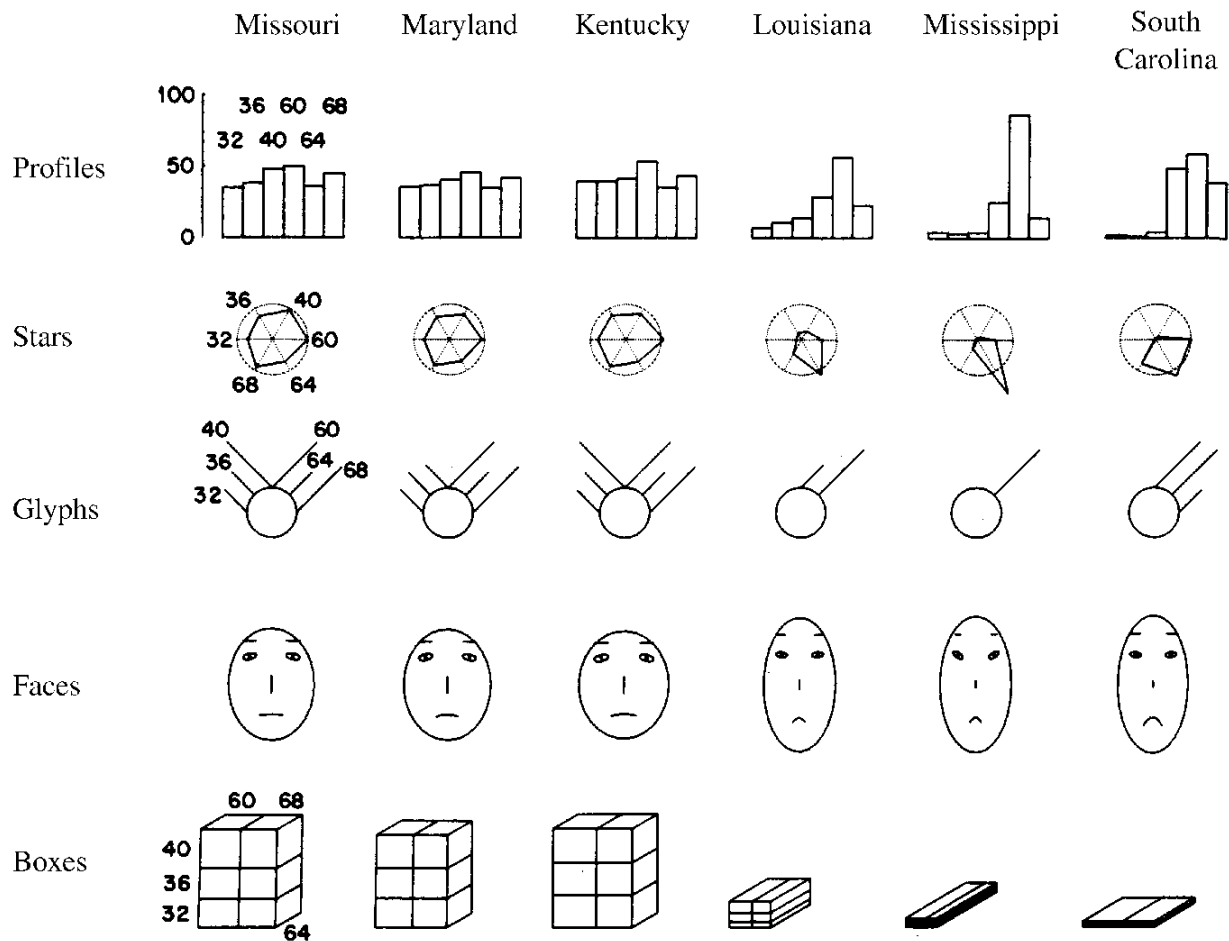 Missouri Maryland Kentucky Louisiana Mississippi South Carolina
100
36 60 68
32 40 64
50
Profiles
0
36 40
Stars
32 60
68 64
40 60
36 64
68
32
Glyphs
Faces
60 68
40
Boxes
36
32
64